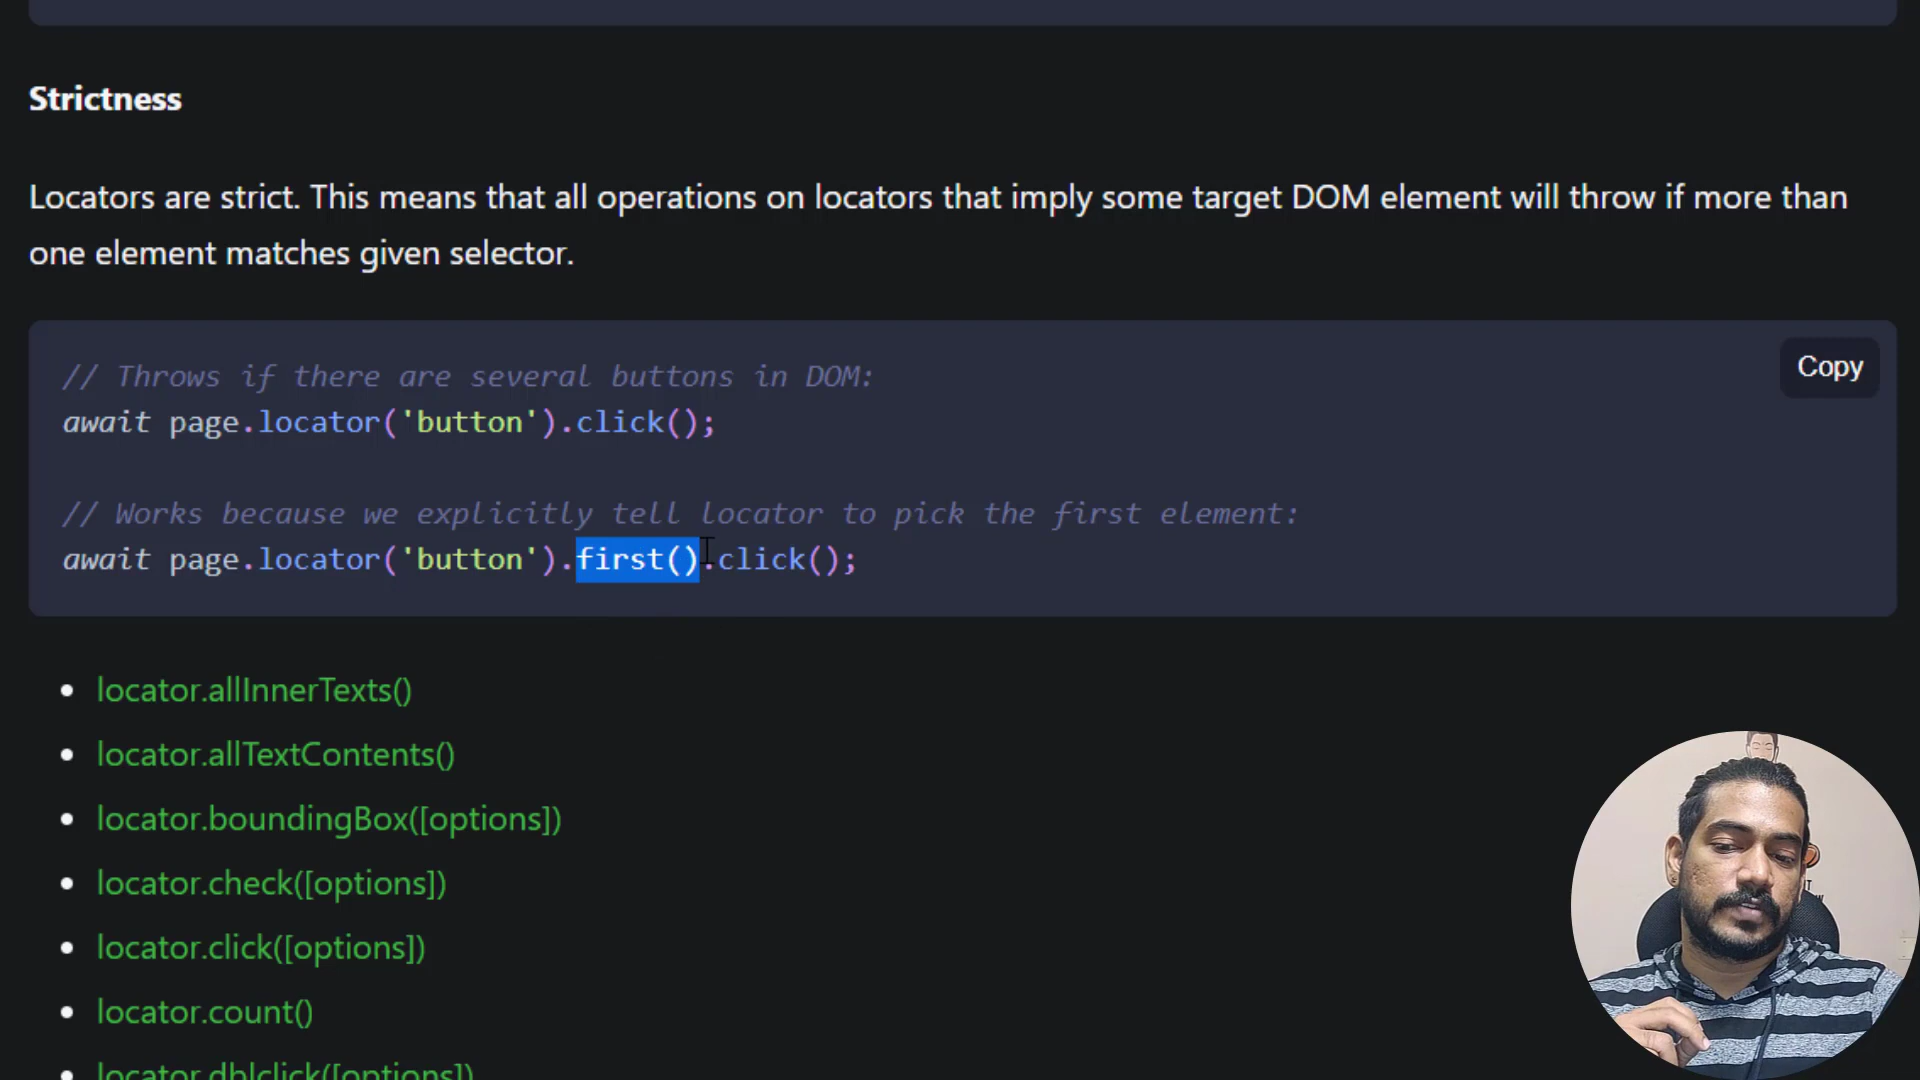 Strictness
Locators are strict. This means that all operations on locators that imply some target DOM element will throw if more than
one element matches given selector.
Copy
// Throws if there are several buttons in DOM:
await page.locator('button').click();
// Works because we explicitly tell locator to pick the first element:
await page.locator('button').first().click();
• locator.allInnerTexts()
• locator.allTextContents()
• locator.boundingBox([options])
• locator.check([options])
• locator.click([options])
• locator.count()
• locator.dblclick([options])